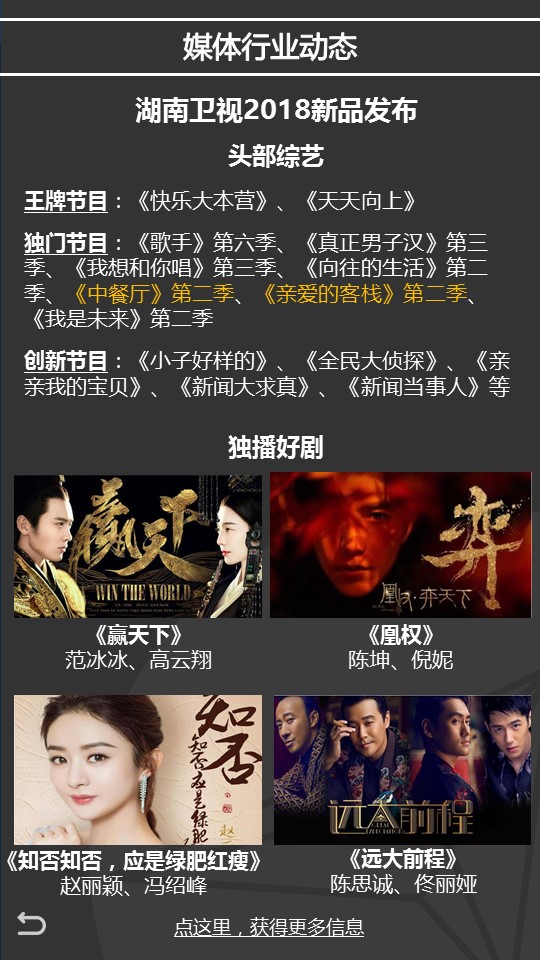 媒体行业动态
湖南卫视2018新品发布
头部综艺
王牌节目：《快乐大本营》、《天天向上》
独门节目：《歌手》第六季、《真正男子汉》第三
季、《我想和你唱》第三季、《向往的生活》第二
季、《中餐厅》第二季、《亲爱的客栈》第二季、
《我是未来》第二季
创新节目：《小子好样的》、《全民大侦探》、《亲
亲我的宝贝》、《新闻大求真》、《新闻当事人》等
独播好剧
赢天下
WIN THE WORLD
弈
凰权·弈天下
《赢天下》
范冰冰、高云翔
《凰权》
陈坤、倪妮
知否
知否应是绿肥
《知否知否，应是绿肥红瘦》
赵丽颖、冯绍峰
远大前程
《远大前程》
陈思诚、佟丽娅
点这里，获得更多信息